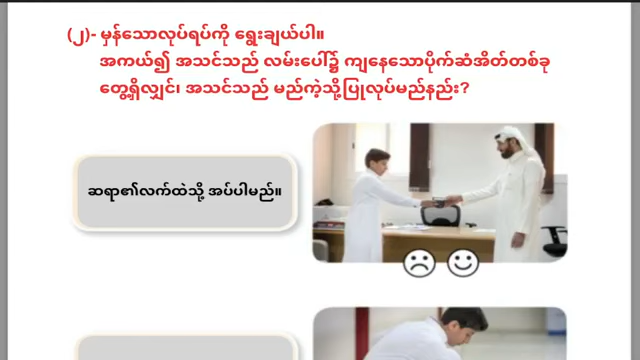 (၂)- မှန်သောလုပ်ရပ်ကို ရွေးချယ်ပါ။
အကယ်၍ အသင်သည် လမ်းပေါ်၌ ကျနေသောပိုက်ဆံအိတ်တစ်ခု
တွေ့ရှိလျှင်၊ အသင်သည် မည်ကဲ့သို့ပြုလုပ်မည်နည်း?
ဆရာ၏လက်ထဲသို့ အပ်ပါမည်။